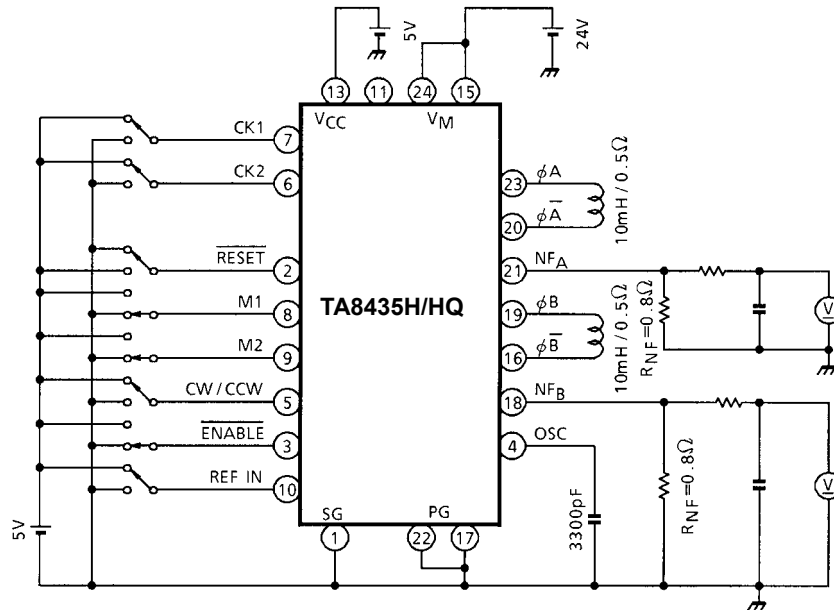 5V
24V
13
11
24
15
VCC
VM
CK1
7
CK2
6
RESET
2
M1
8
M2
9
CW / CCW
5
ENABLE
3
REF IN
10
TA8435H/HQ
23
φA
20
φA
10mH / 0.5Ω
21
NFA
19
φB
16
φB
10mH / 0.5Ω
RNF=0.8Ω
V
18
NFB
4
OSC
3300pF
RNF=0.8Ω
V
5V
SG
PG
1
22
17